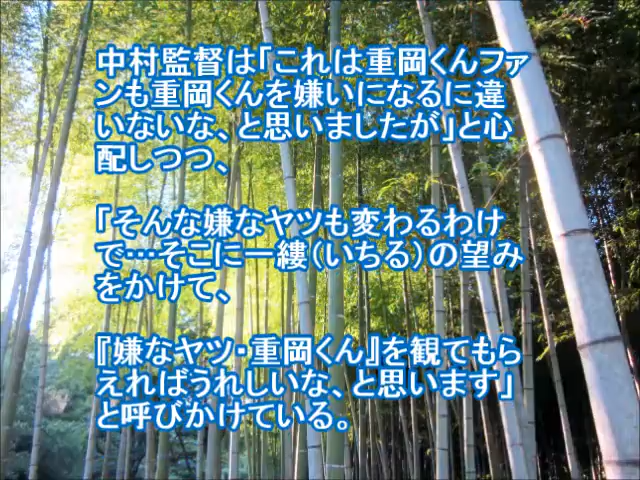 中村監督は「これは重岡くんファ
ンも重岡くんを嫌いになるに違
いないな、と思いましたが」と心
配しつつ、
「そんな嫌なヤツも変わるわけ
で…そこに一縷(いちる)の望み
をかけて、
『嫌なヤツ・重岡くん』を観てもら
えればうれしいな、と思います」
と呼びかけている。